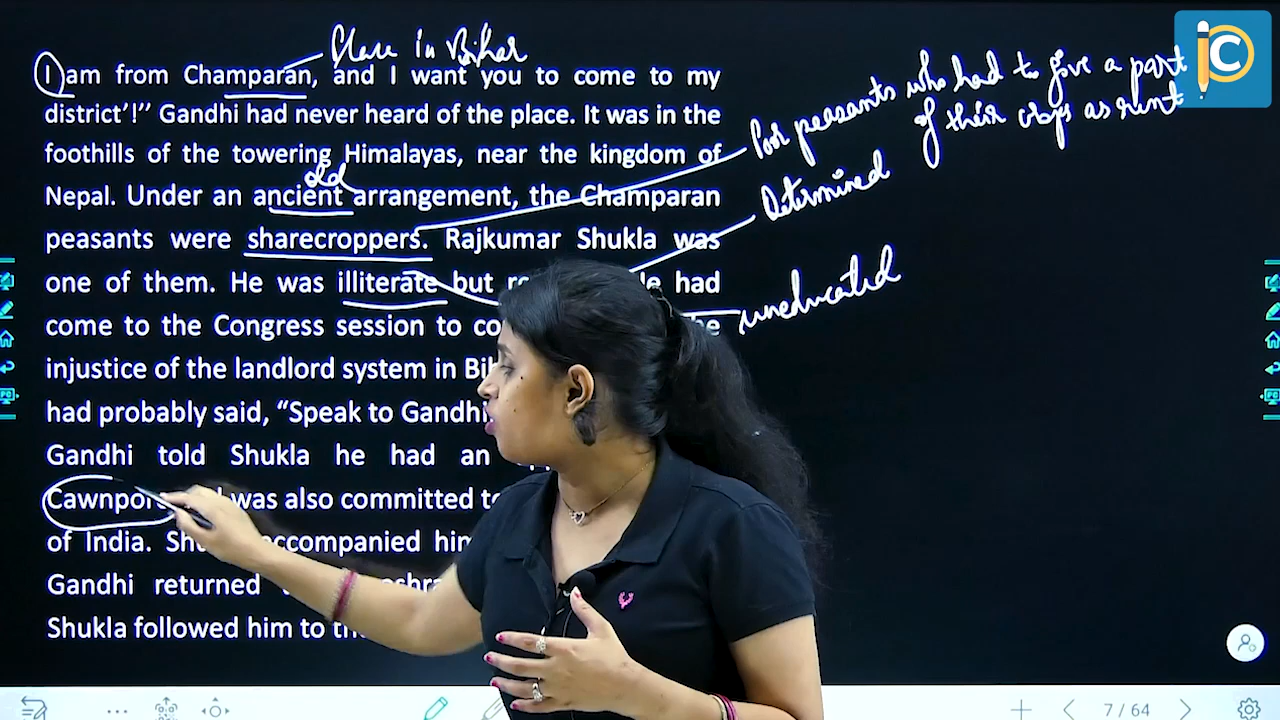 Place in Bihar
I am from Champaran, and I want you to come to my
district'!" Gandhi had never heard of the place. It was in the
foothills of the towering Himalayas, near the kingdom of
Nepal. Under an ancient arrangement, the Champaran
old
peasants were sharecroppers. Rajkumar Shukla was
one of them. He was illiterate but had
come to the Congress session to
injustice of the landlord system in
had probably said, "Speak to Gandhi
Gandhi told Shukla he had an
Cawnpore was also committed
of India. accompanied him
Gandhi returned
Shukla followed him to
Poor peasants who had to give a part
of their crops as rent
Determined
uneducated
PC
PC
C
7 / 64